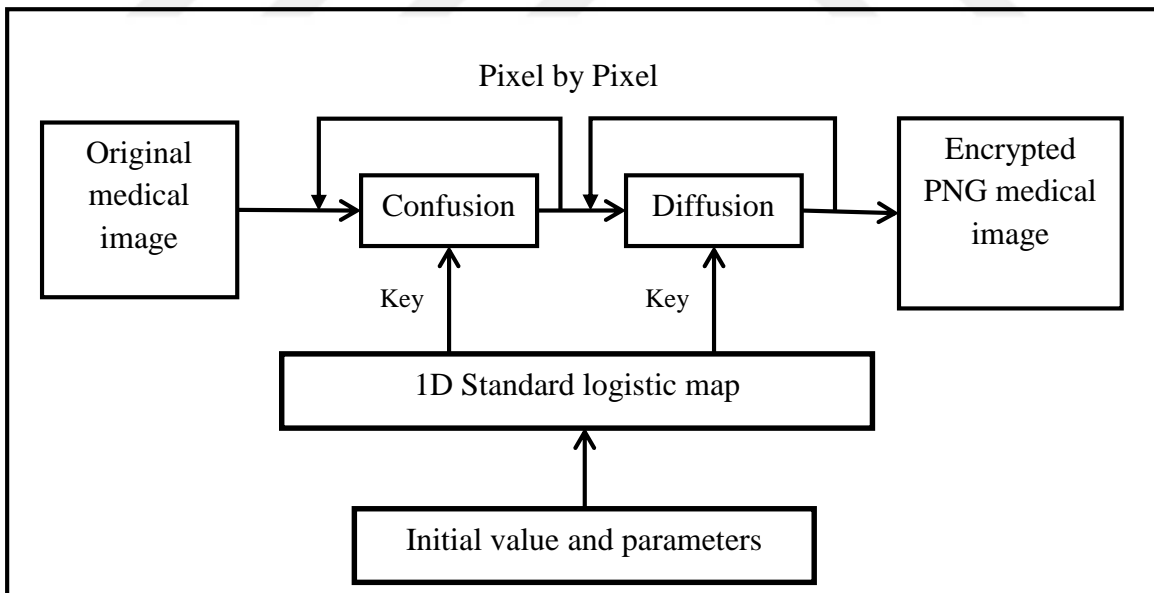 Pixel by Pixel
Original
medical
image
Confusion
Diffusion
Encrypted
PNG medical
image
Key
Key
1D Standard logistic map
Initial value and parameters